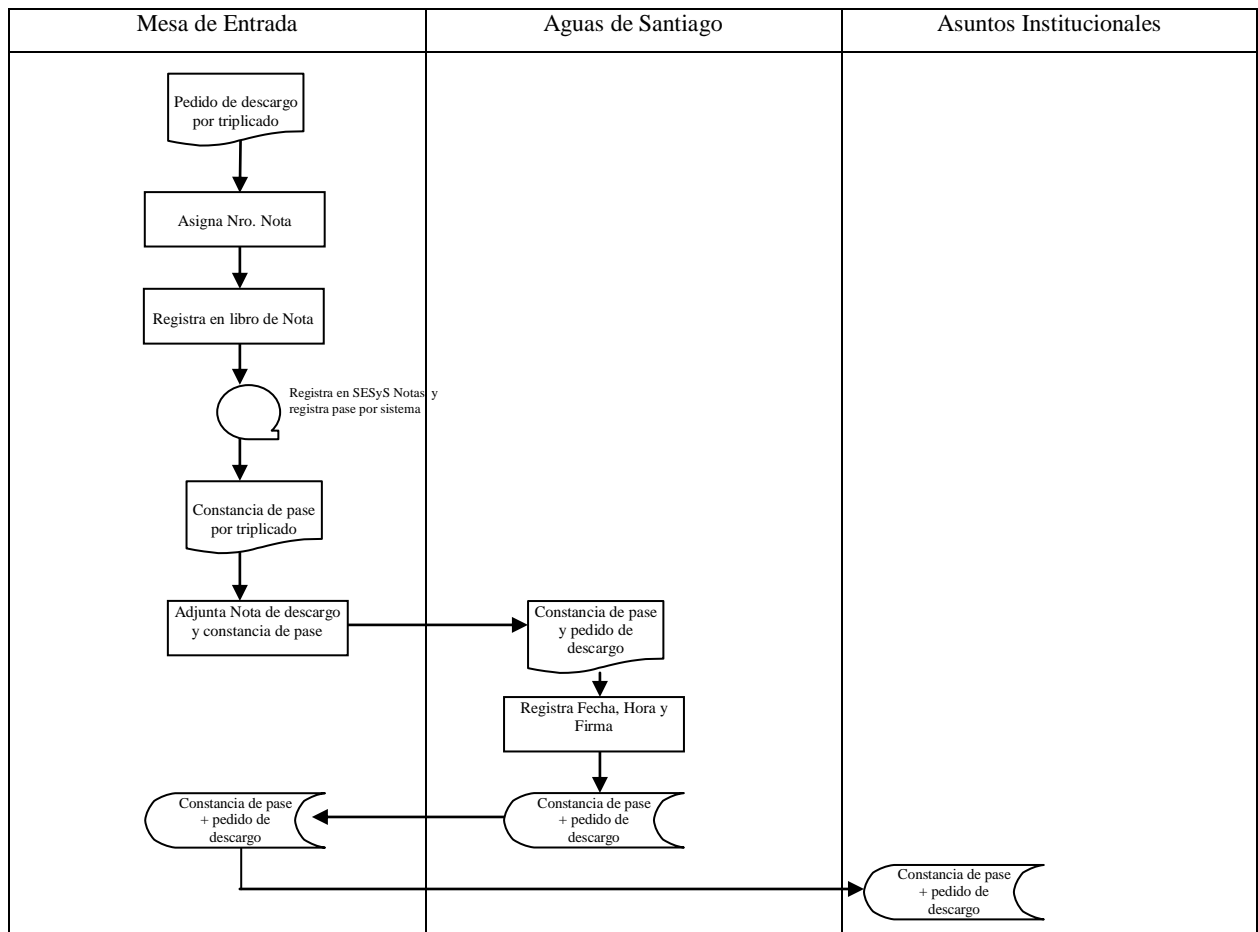 Mesa de Entrada
Aguas de Santiago
Asuntos Institucionales
Pedido de descargo
por triplicado
Asigna Nro. Nota
Registra en libro de Nota
Registra en SESyS Notas y
registra pase por sistema
Constancia de pase
por triplicado
Adjunta Nota de descargo
y constancia de pase
Constancia de pase
y pedido de
descargo
Registra Fecha, Hora y
Firma
Constancia de pase
+ pedido de
descargo
Constancia de pase
+ pedido de
descargo
Constancia de pase
+ pedido de
descargo